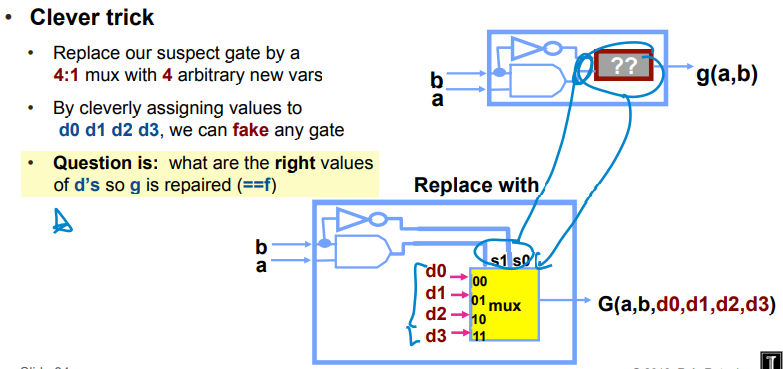 • Clever trick
• Replace our suspect gate by a
4:1 mux with 4 arbitrary new vars
• By cleverly assigning values to
d0 d1 d2 d3, we can fake any gate
• Question is: what are the right values
of d's so g is repaired (==f)
b
a
??
g(a,b)
Replace with
b
a
s1 s0
d0
d1
d2
d3
00
01
10
11
mux
G(a,b,d0,d1,d2,d3)